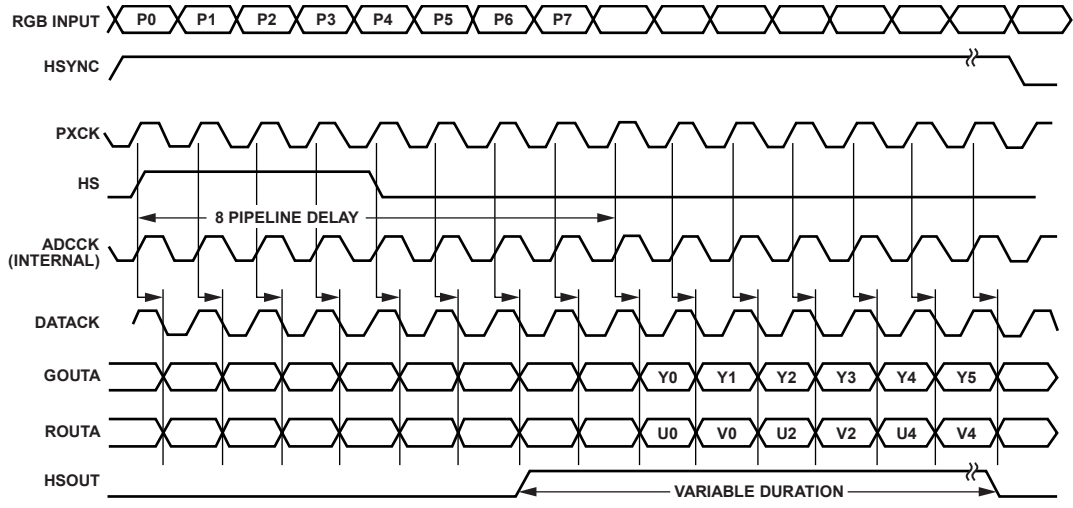 RGB INPUT P0 P1 P2 P3 P4 P5 P6 P7
HSYNC
PXCK
HS
8 PIPELINE DELAY
ADCCK
(INTERNAL)
DATACK
GOUTA Y0 Y1 Y2 Y3 Y4 Y5
ROUTA U0 V0 U2 V2 U4 V4
HSOUT
VARIABLE DURATION